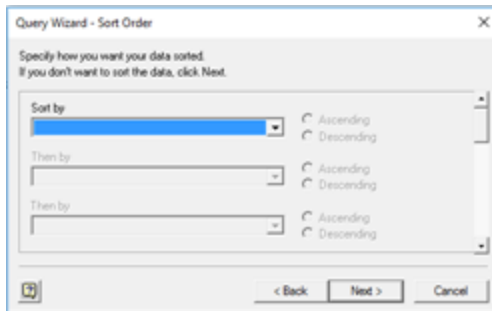 Query Wizard - Sort Order
Specify how you want your data sorted.
If you don't want to sort the data, click Next.
Sort by
Ascending
Descending
Then by
Ascending
Descending
Then by
Ascending
Descending
< Back
Next >
Cancel